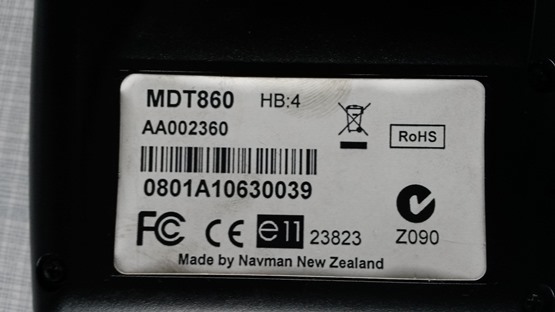 MDT860 HB:4
AA002360
RoHS
0801A10630039
FC CE e11 23823 Z090
Made by Navman New Zealand